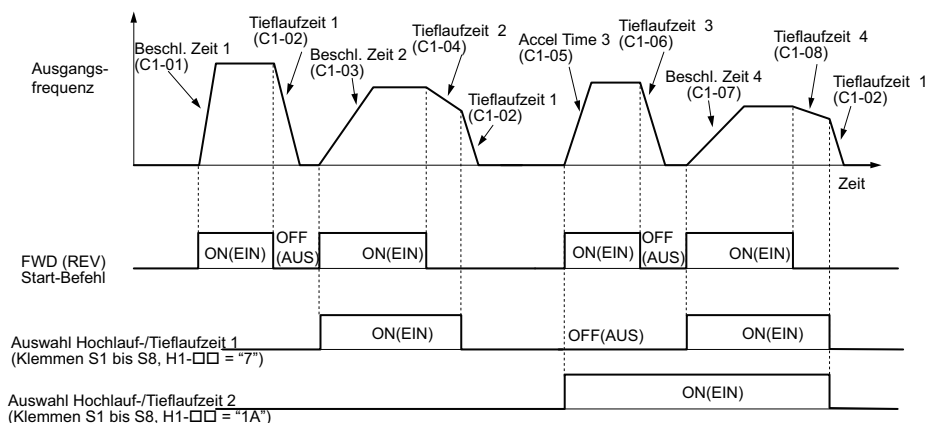 Ausgangs-
frequenz
Beschl. Zeit 1
(C1-01)
Tieflaufzeit 1
(C1-02)
Beschl. Zeit 2
(C1-03)
Tieflaufzeit 2
(C1-04)
Tieflaufzeit 1
(C1-02)
Accel Time 3
(C1-05)
Tieflaufzeit 3
(C1-06)
Beschl. Zeit 4
(C1-07)
Tieflaufzeit 4
(C1-08)
Tieflaufzeit 1
(C1-02)
Zeit
FWD (REV)
Start-Befehl
ON(EIN)
OFF
(AUS)
ON(EIN)
ON(EIN)
OFF
(AUS)
ON(EIN)
Auswahl Hochlauf-/Tieflaufzeit 1
(Klemmen S1 bis S8, H1-□□ = “7”)
ON(EIN)
OFF(AUS)
ON(EIN)
Auswahl Hochlauf-/Tieflaufzeit 2
(Klemmen S1 bis S8, H1-□□ = “1A”)
ON(EIN)